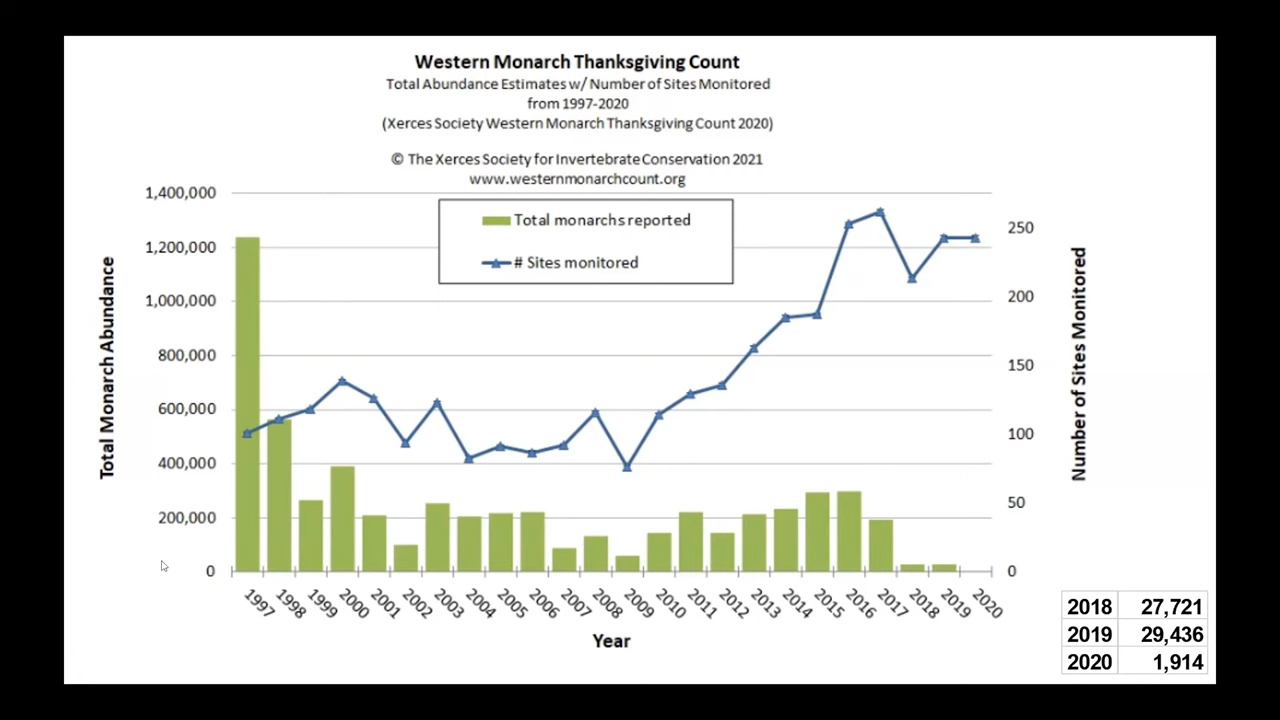 Western Monarch Thanksgiving Count
Total Abundance Estimates w/ Number of Sites Monitored
from 1997-2020
(Xerces Society Western Monarch Thanksgiving Count 2020)
© The Xerces Society for Invertebrate Conservation 2021
www.westernmonarchcount.org
Total monarchs reported
# Sites monitored
Total Monarch Abundance
1,400,000
1,200,000
1,000,000
800,000
600,000
400,000
200,000
0
250
200
150
100
50
0
Number of Sites Monitored
1997 1998 1999 2000 2001 2002 2003 2004 2005 2006 2007 2008 2009 2010 2011 2012 2013 2014 2015 2016 2017 2018 2019 2020
Year
2018 27,721
2019 29,436
2020 1,914